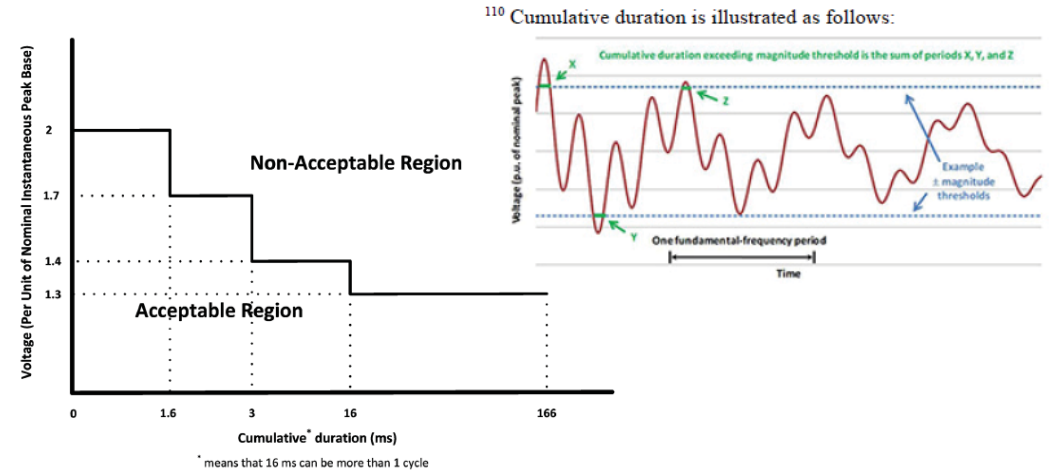 110 Cumulative duration is illustrated as follows:
Voltage (Per Unit of Nominal Instantaneous Peak Base)
2
1.7
1.4
1.3
Non-Acceptable Region
Acceptable Region
0 1.6 3 16 166
Cumulative* duration (ms)
* means that 16 ms can be more than 1 cycle
Cumulative duration exceeding magnitude threshold is the sum of periods X, Y, and Z
Voltage (p.u. of nominal peak)
X
Z
Y
Example
± magnitude
thresholds
One fundamental-frequency period
Time